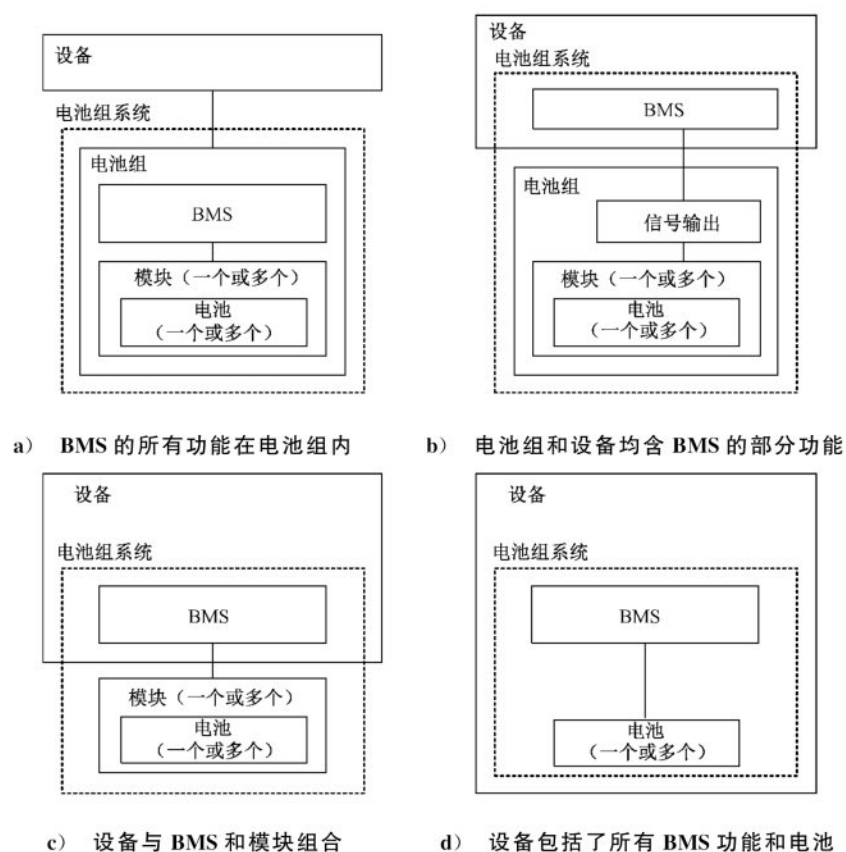 设备
电池组系统
电池组
BMS
模块（一个或多个）
电池
（一个或多个）
a） BMS 的所有功能在电池组内
设备
电池组系统
BMS
电池组
信号输出
模块（一个或多个）
电池
（一个或多个）
b） 电池组和设备均含 BMS 的部分功能
设备
电池组系统
BMS
模块（一个或多个）
电池
（一个或多个）
c） 设备与 BMS 和模块组合
设备
电池组系统
BMS
电池
（一个或多个）
d） 设备包括了所有 BMS 功能和电池